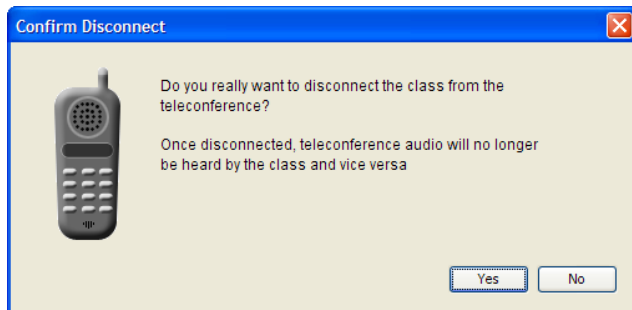 Confirm Disconnect
Do you really want to disconnect the class from the
teleconference?
Once disconnected, teleconference audio will no longer
be heard by the class and vice versa
Yes
No